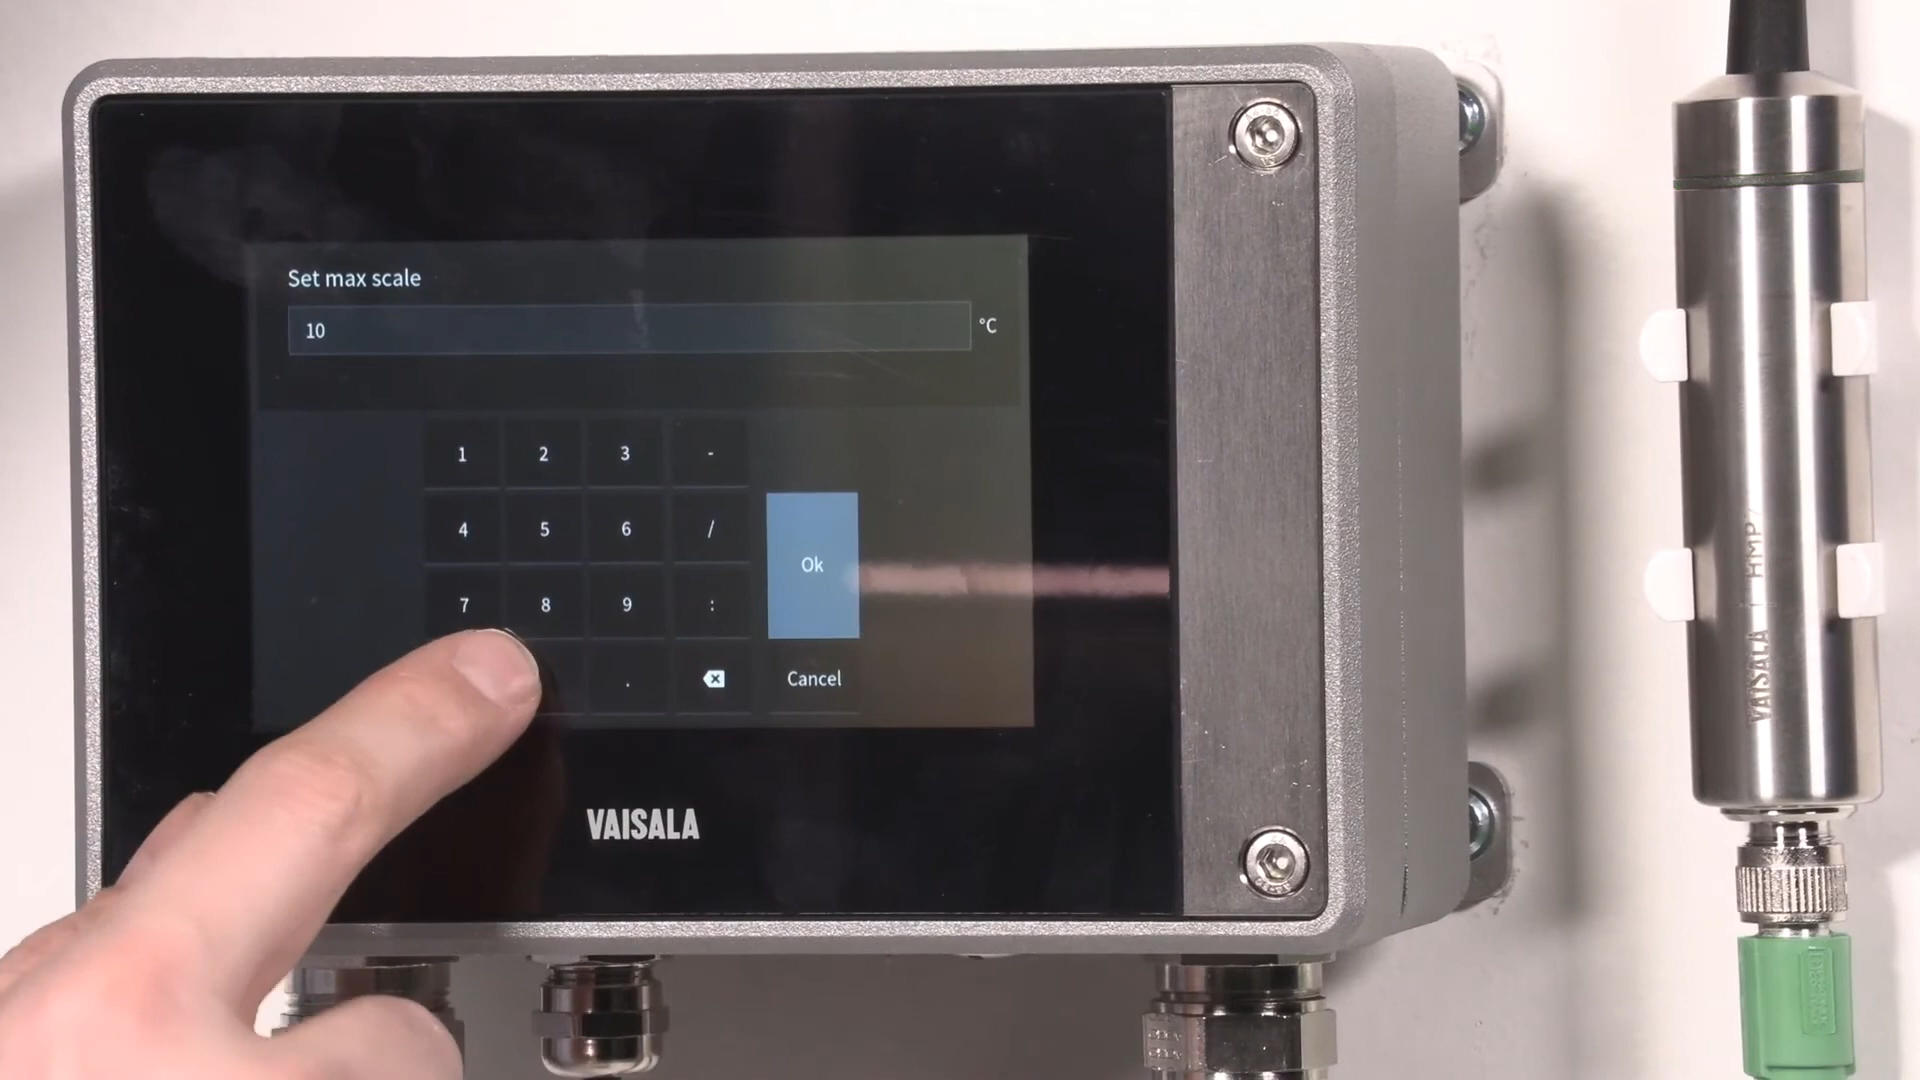 Set max scale
10 °C
1 2 3 -
4 5 6 /
7 8 9 :
Ok
. Cancel
VAISALA
VAISALA | HMP